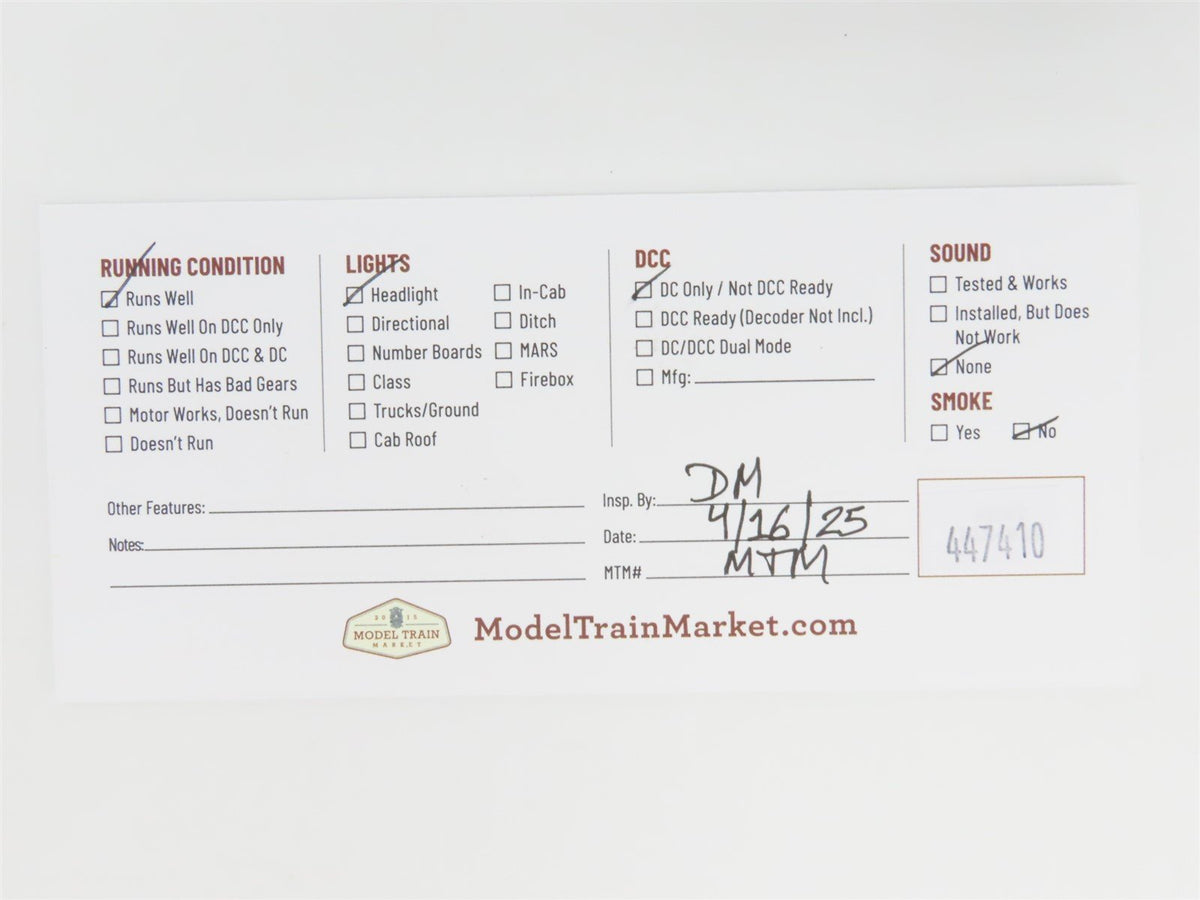 RUNNING CONDITION
Runs Well
Runs Well On DCC Only
Runs Well On DCC & DC
Runs But Has Bad Gears
Motor Works, Doesn't Run
Doesn't Run
LIGHTS
Headlight
Directional
Number Boards
Class
Trucks/Ground
Cab Roof
In-Cab
Ditch
MARS
Firebox
DCC
DC Only / Not DCC Ready
DCC Ready (Decoder Not Incl.)
DC/DCC Dual Mode
Mfg:
SOUND
Tested & Works
Installed, But Does
Not Work
None
SMOKE
Yes No
Other Features:
Notes:
Insp. By: DM
Date: 4/16/25
MTM# MTM
447410
2015
MODEL TRAIN
MARKET
ModelTrainMarket.com